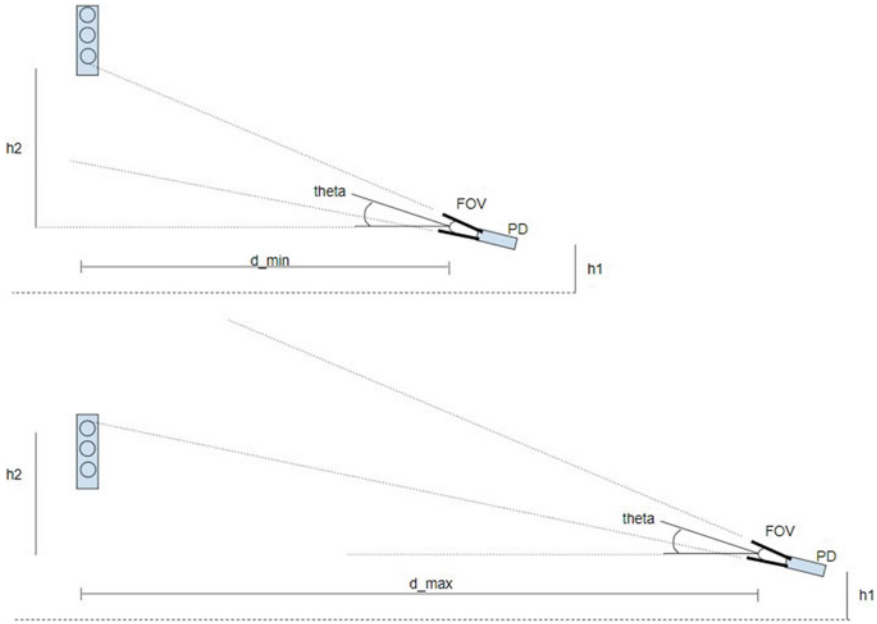 h2
theta
FOV
PD
d_min
h1
h2
theta
FOV
PD
d_max
h1